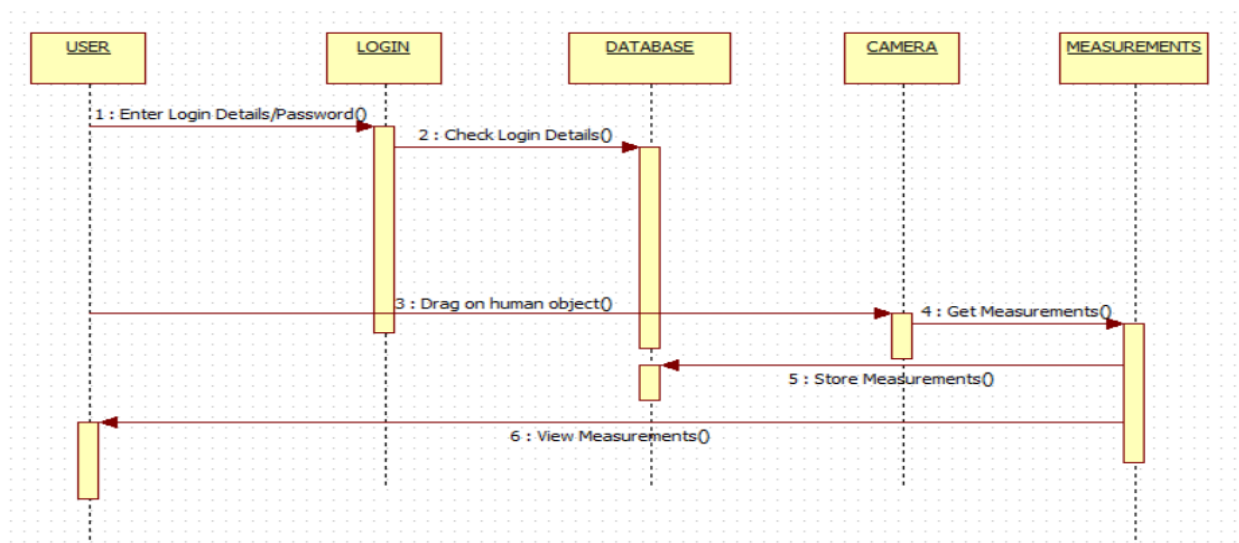 USER
LOGIN
DATABASE
CAMERA
MEASUREMENTS
1 : Enter Login Details/Password()
2 : Check Login Details()
3 : Drag on human object()
4 : Get Measurements()
5 : Store Measurements()
6 : View Measurements()